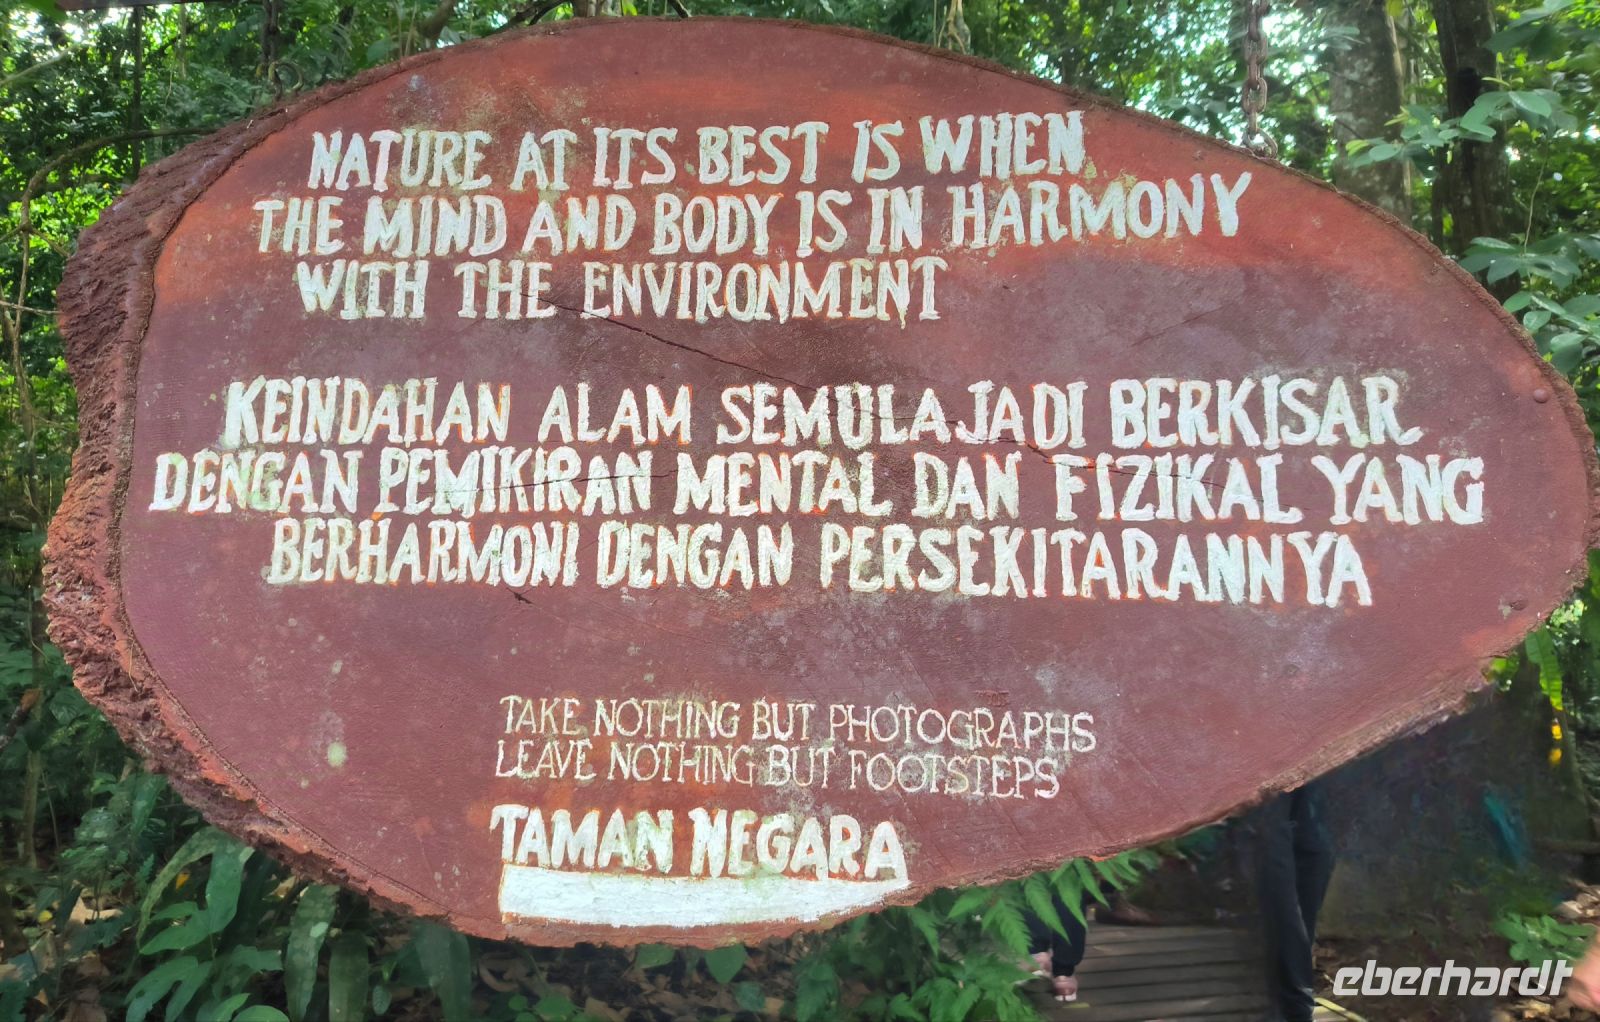 NATURE AT ITS BEST IS WHEN
THE MIND AND BODY IS IN HARMONY
WITH THE ENVIRONMENT
KEINDAHAN ALAM SEMULAJADI BERKISAR
DENGAN PEMIKIRAN MENTAL DAN FIZIKAL YANG
BERHARMONI DENGAN PERSEKITARANNYA
TAKE NOTHING BUT PHOTOGRAPHS
LEAVE NOTHING BUT FOOTSTEPS
TAMAN NEGARA
eberhardt